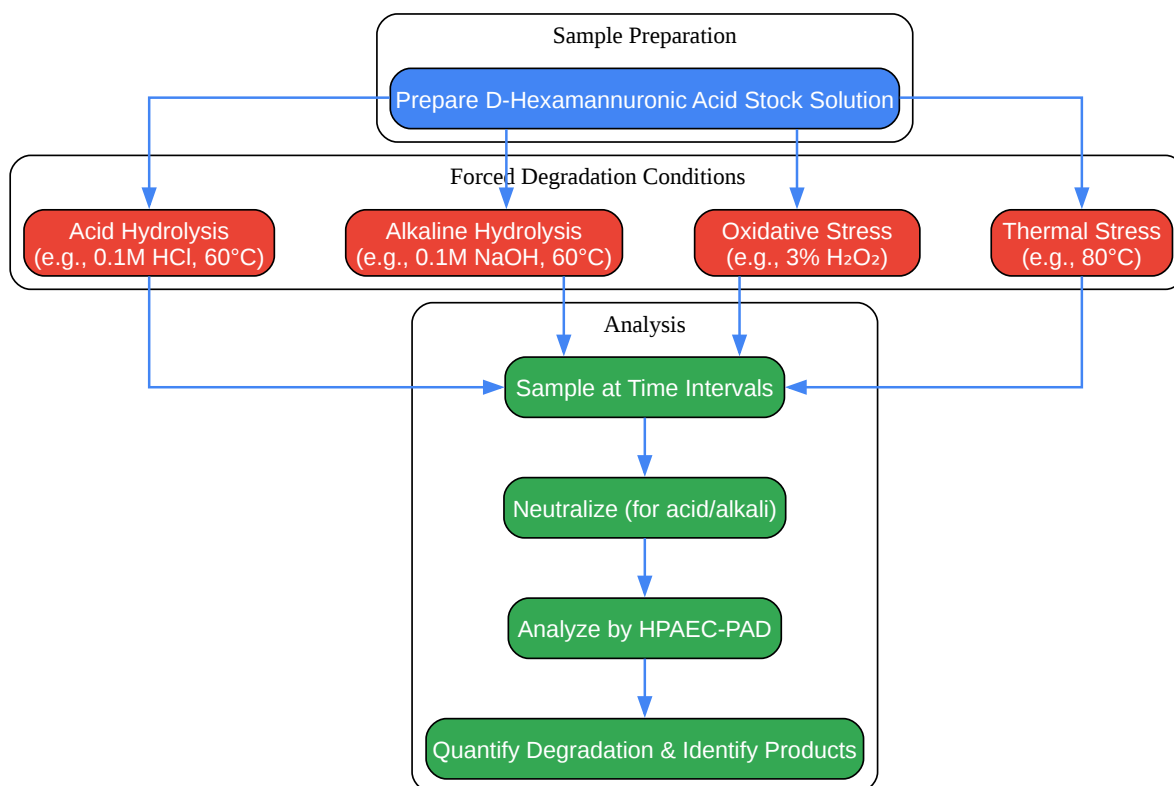 Sample Preparation
Prepare D-Hexamannuronic Acid Stock Solution
Forced Degradation Conditions
Acid Hydrolysis
(e.g., 0.1M HCl, 60°C)
Alkaline Hydrolysis
(e.g., 0.1M NaOH, 60°C)
Oxidative Stress
(e.g., 3% H₂O₂)
Thermal Stress
(e.g., 80°C)
Analysis
Sample at Time Intervals
Neutralize (for acid/alkali)
Analyze by HPAEC-PAD
Quantify Degradation & Identify Products